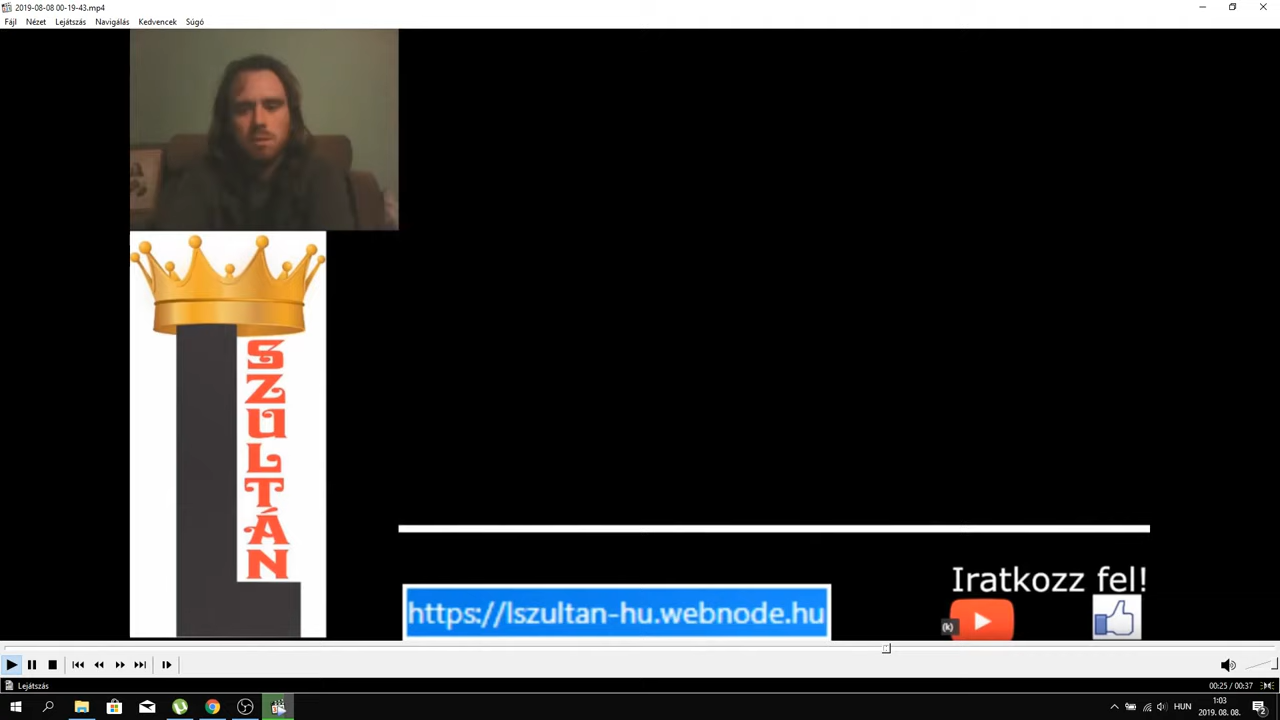 2019-08-08 00-19-43.mp4
Fájl Nézet Lejátszás Navigálás Kedvencek Súgó
SZULTÁN
L
https://lszultan-hu.webnode.hu
Iratkozz fel!
(k)
Lejátszás
00:25 / 00:37
HUN
1:03
2019. 08. 08.
2